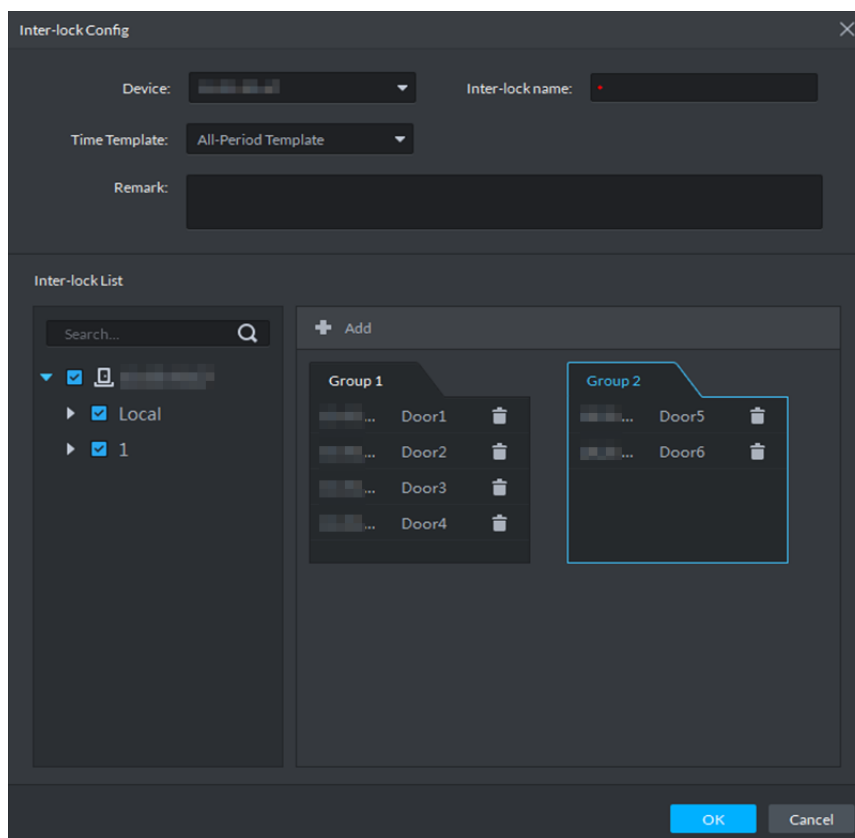 Inter-lock Config
Device:
Inter-lock name:
Time Template: All-Period Template
Remark:
Inter-lock List
Search...
Local
1
Add
Group 1
... Door1
... Door2
... Door3
... Door4
Group 2
... Door5
... Door6
OK Cancel